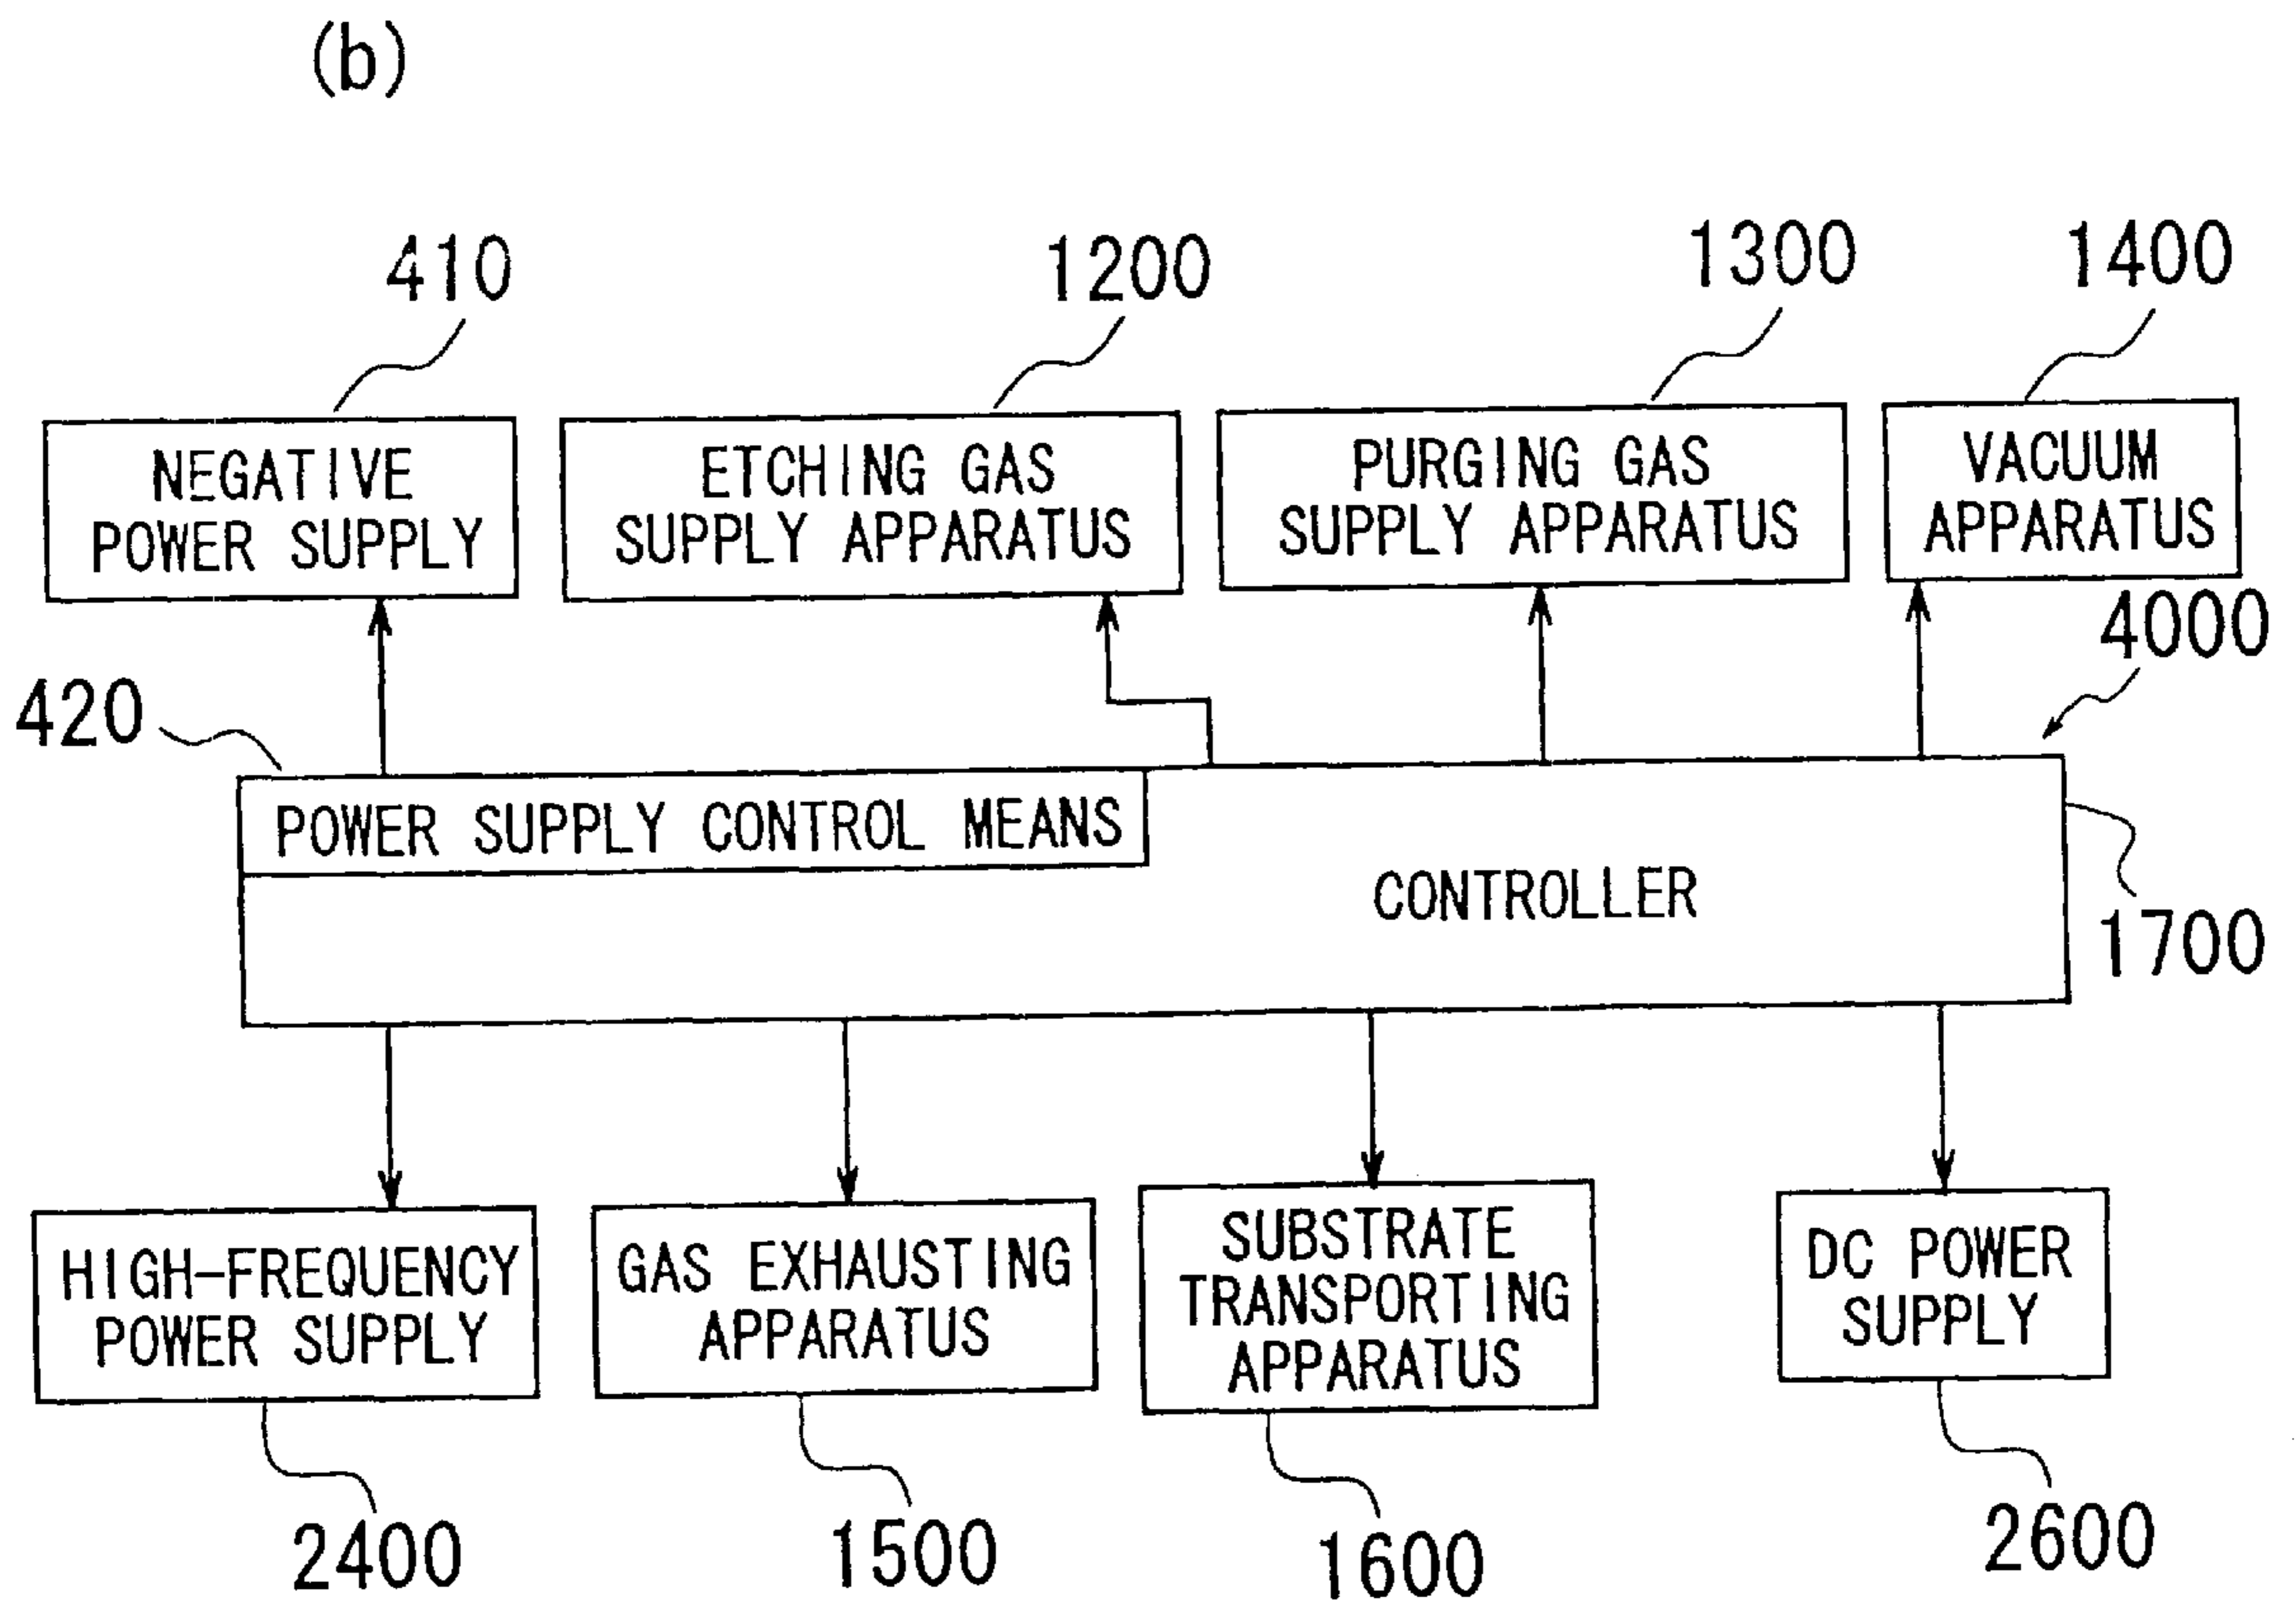 (b)
410
1200
1300
1400
NEGATIVE
POWER SUPPLY
ETCHING GAS
SUPPLY APPARATUS
PURGING GAS
SUPPLY APPARATUS
VACUUM
APPARATUS
4000
420
POWER SUPPLY CONTROL MEANS
CONTROLLER
1700
HIGH-FREQUENCY
POWER SUPPLY
GAS EXHAUSTING
APPARATUS
SUBSTRATE
TRANSPORTING
APPARATUS
DC POWER
SUPPLY
2400
1500
1600
2600